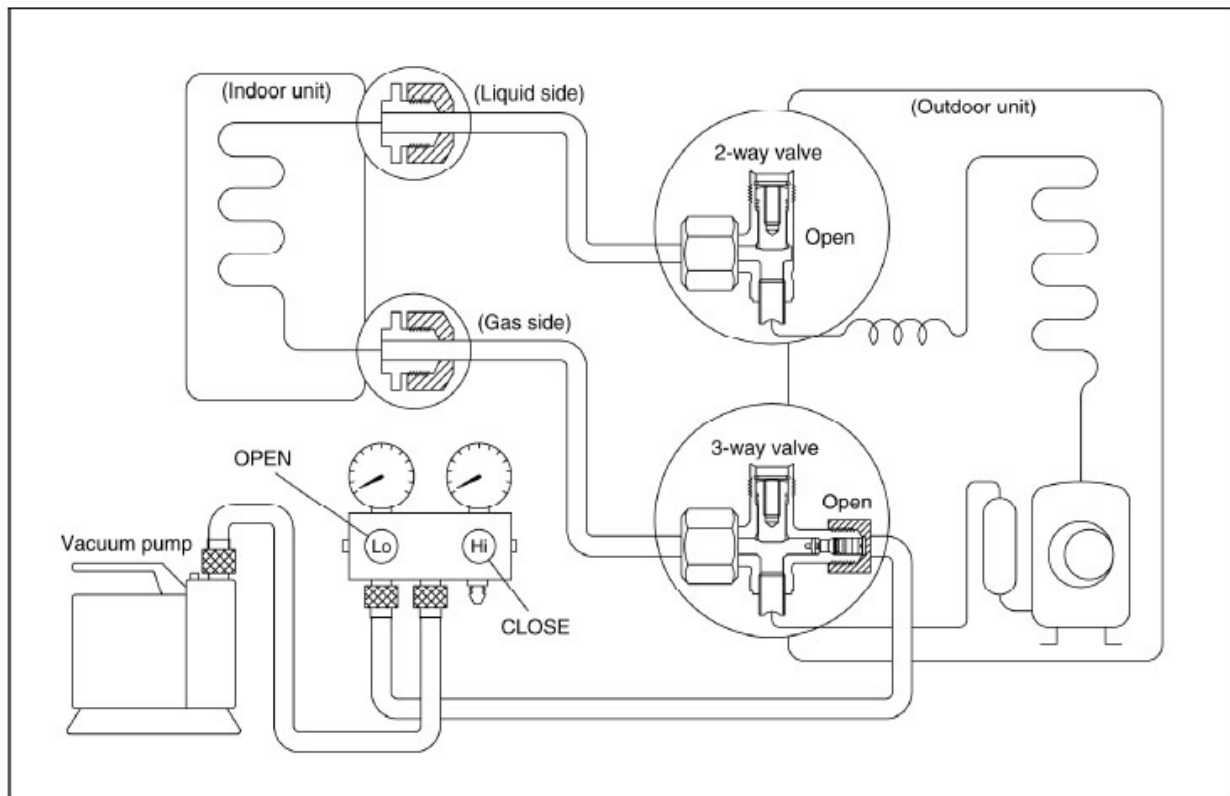 (Indoor unit)
(Liquid side)
(Outdoor unit)
2-way valve
Open
(Gas side)
3-way valve
Open
OPEN
Vacuum pump
Lo
Hi
CLOSE